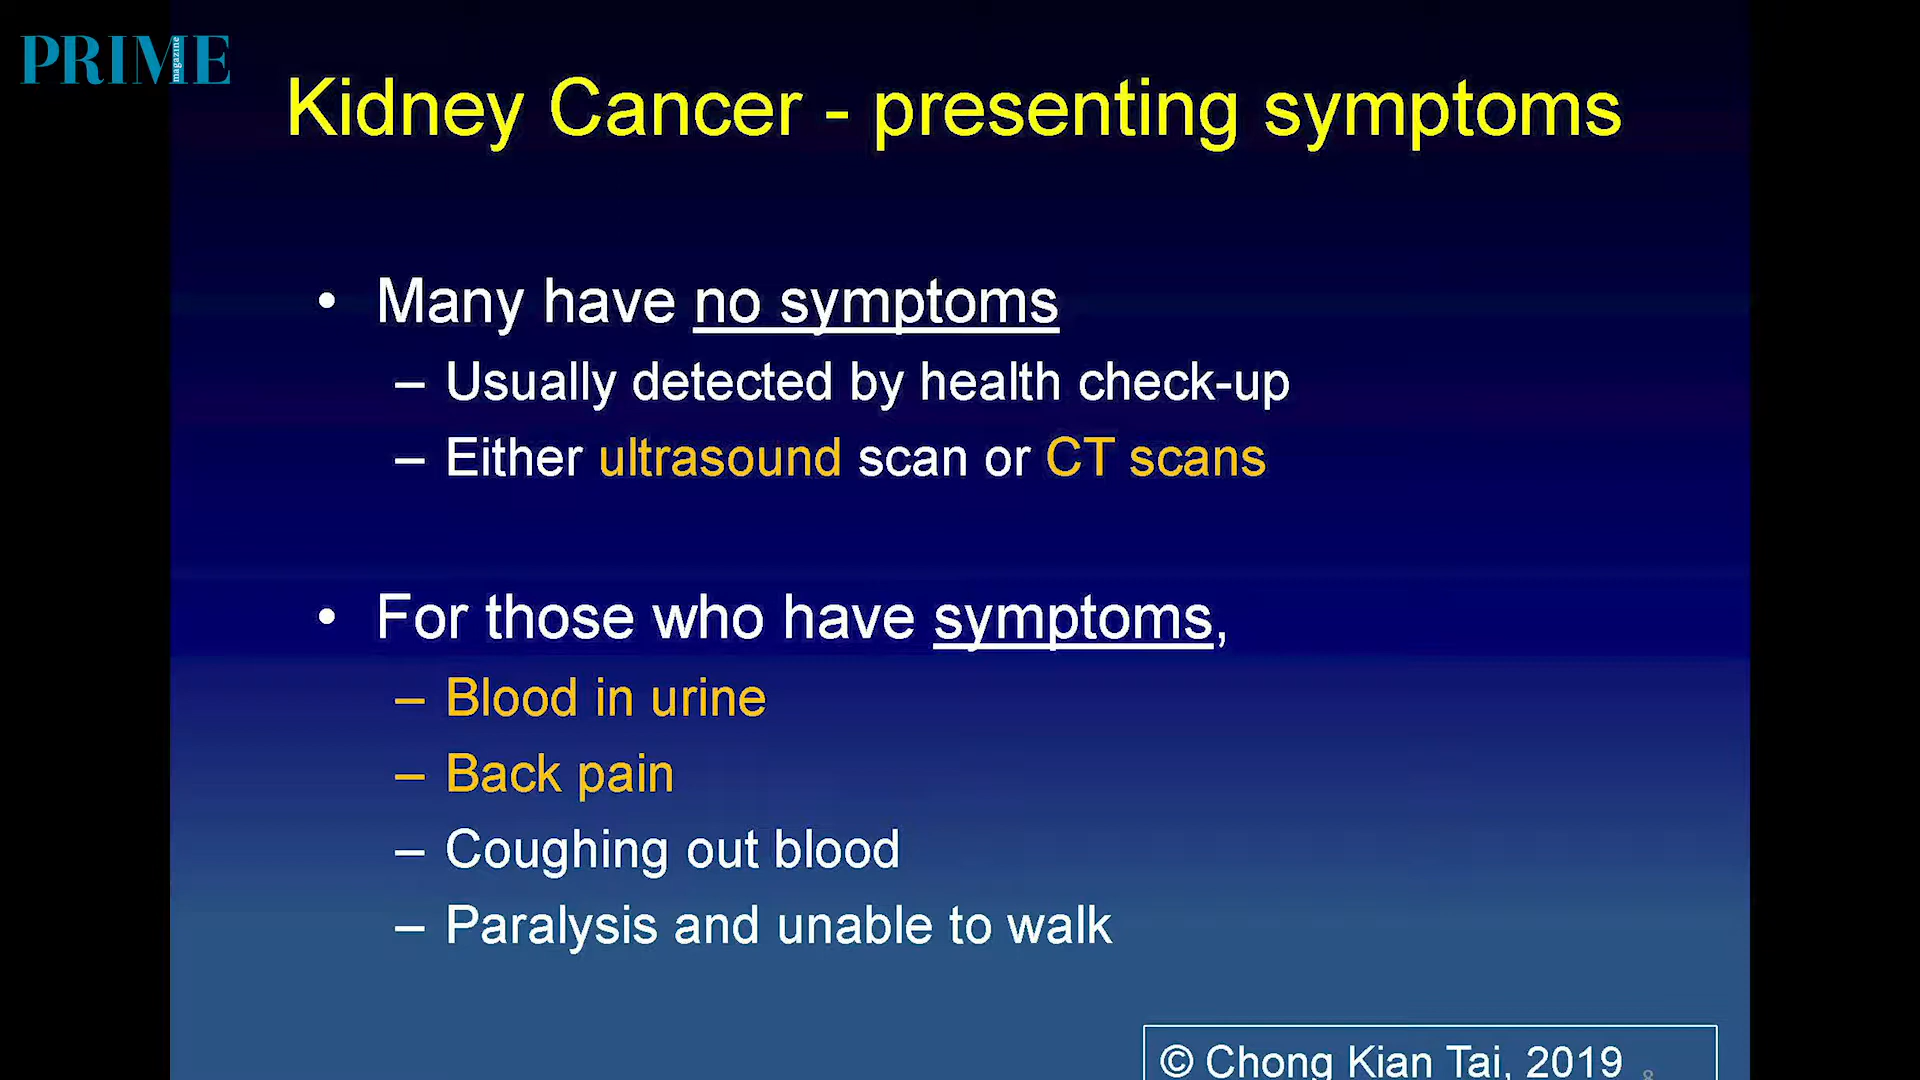 PRIME
magazine
Kidney Cancer - presenting symptoms
• Many have no symptoms
– Usually detected by health check-up
– Either ultrasound scan or CT scans
• For those who have symptoms,
– Blood in urine
– Back pain
– Coughing out blood
– Paralysis and unable to walk
© Chong Kian Tai, 2019
8